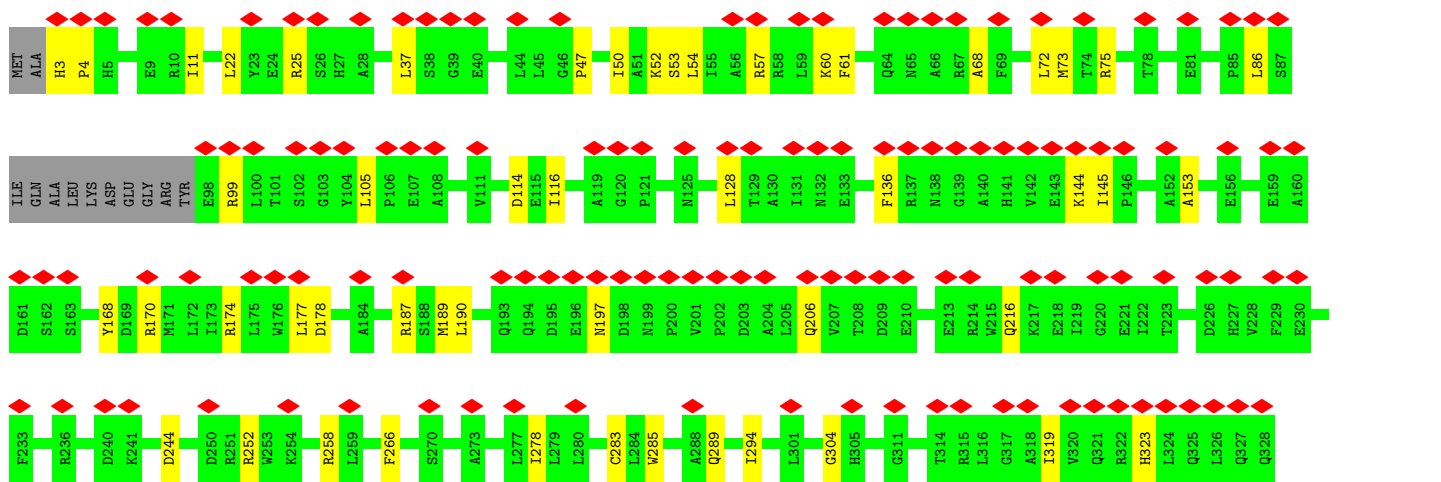 MET ALA H3 P4 H5 E9 R10 I11 L22 Y23 E24 R25 S26 H27 A28 L37 S38 G39 E40 L44 L45 G46 P47 I50 A51 K52 S53 L54 I55 A56 R57 R58 L59 K60 F61 Q64 N65 A66 R67 A68 F69 L72 M73 T74 R75 T78 E81 P85 L86 S87
ILE GLN ALA LEU LYS ASP GLU GLY ARG TYR E98 R99 L100 T101 S102 G103 Y104 L105 P106 E107 A108 V111 D114 E115 I116 A119 G120 P121 N125 L128 T129 A130 I131 N132 E133 F136 R137 N138 G139 A140 H141 V142 E143 K144 I145 P146 A152 A153 E156 E159 A160
D161 S162 S163 Y168 D169 R170 M171 L172 I173 R174 L175 W176 L177 D178 A184 R187 S188 M189 L190 Q193 Q194 D195 E196 N197 D198 N199 P200 V201 P202 D203 A204 L205 Q206 V207 T208 D209 E210 E213 R214 W215 Q216 K217 E218 I219 G220 E221 I222 T223 D226 H227 V228 F229 E230
F233 R236 D240 K241 D244 D250 R251 R252 W253 K254 R258 L259 F266 S270 A273 L277 I278 L279 L280 C283 L284 W285 A288 Q289 I294 L301 G304 H305 G311 T314 R315 L316 G317 A318 I319 V320 Q321 R322 H323 L324 Q325 L326 Q327 Q328